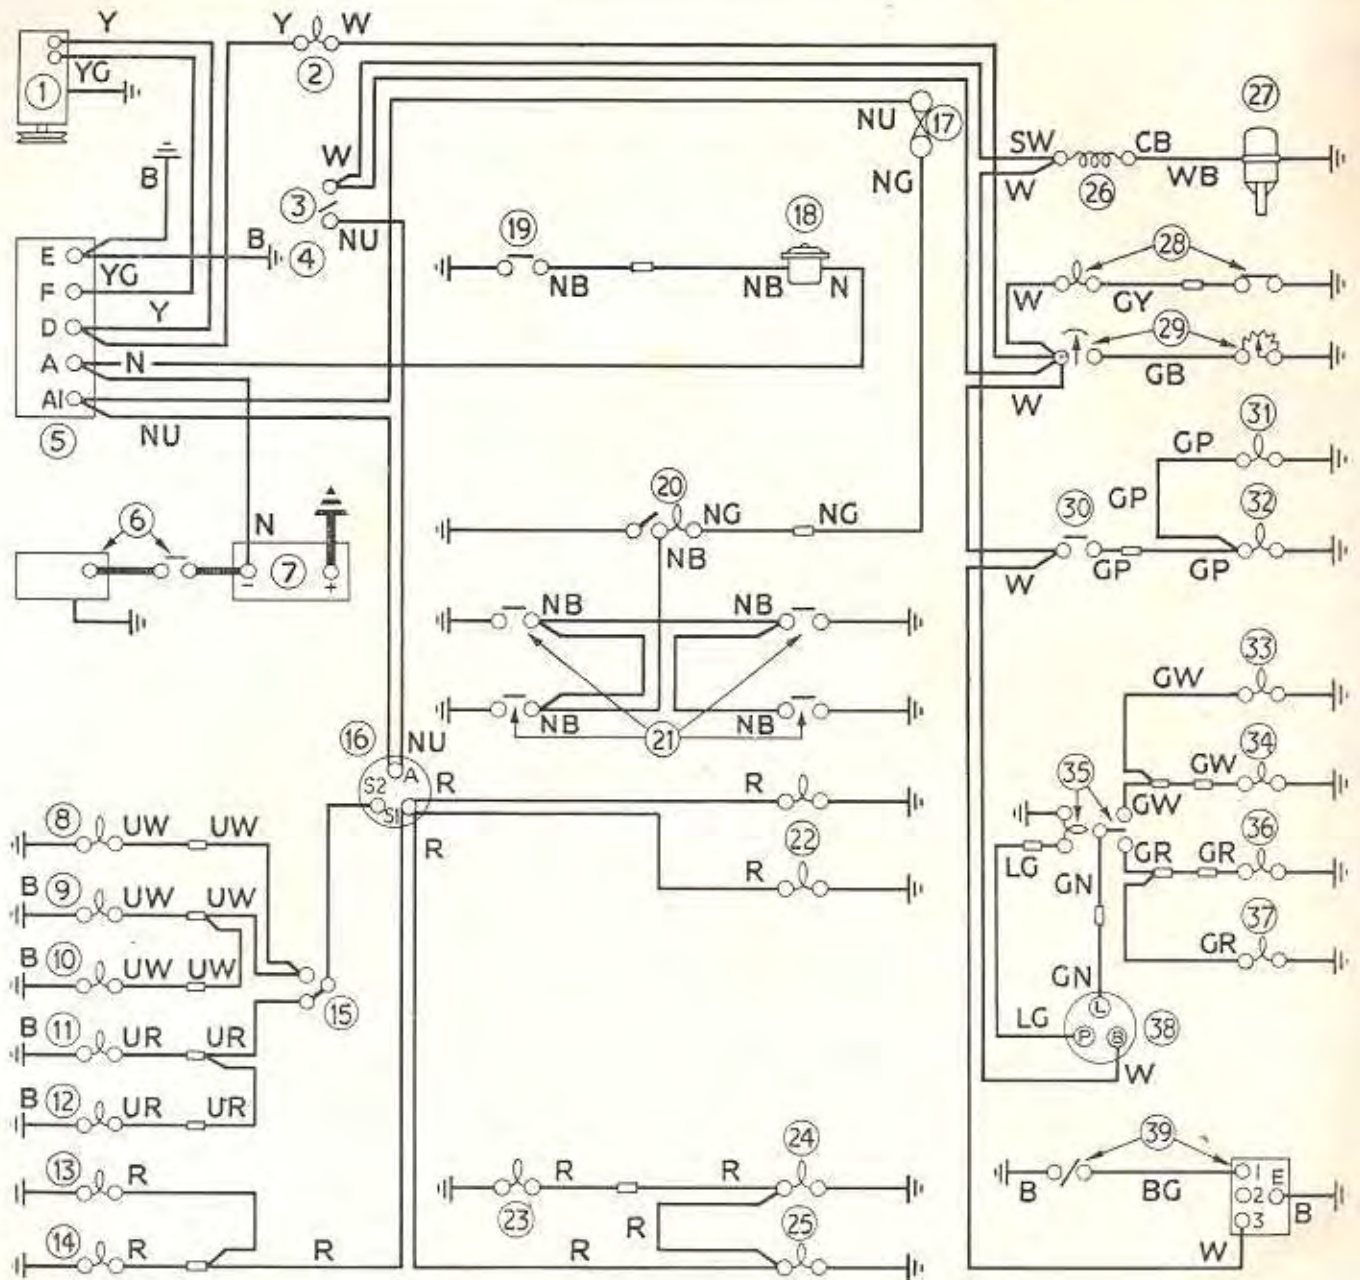 Y
Y W
2
1
YG
27
NU 17
SW CB
W
WB
26
B
W
NG
3
18
19
28
4
NU
E
B
NB
NB N
W GY
F YG
29
D Y
GB
A N
W
A1
31
5
NU
GP
20
GP
32
6
N
NG NG
30
7
NB
- +
W GP GP
NB NB
33
GW
NB NB
21
16 NU
34
S2 A R
R
35 GW
S1
GW
8 UW UW
R
22
36
GR GR
LG
GN
B 9 UW UW
R
37
GR
B 10 UW UW
GN
15
L
B 11 UR UR
LG P B 38
W
B 12 UR UR
24
39
13 R
R R
1 E
23
B BG 2
R
25
3 B
14 R R
R
W